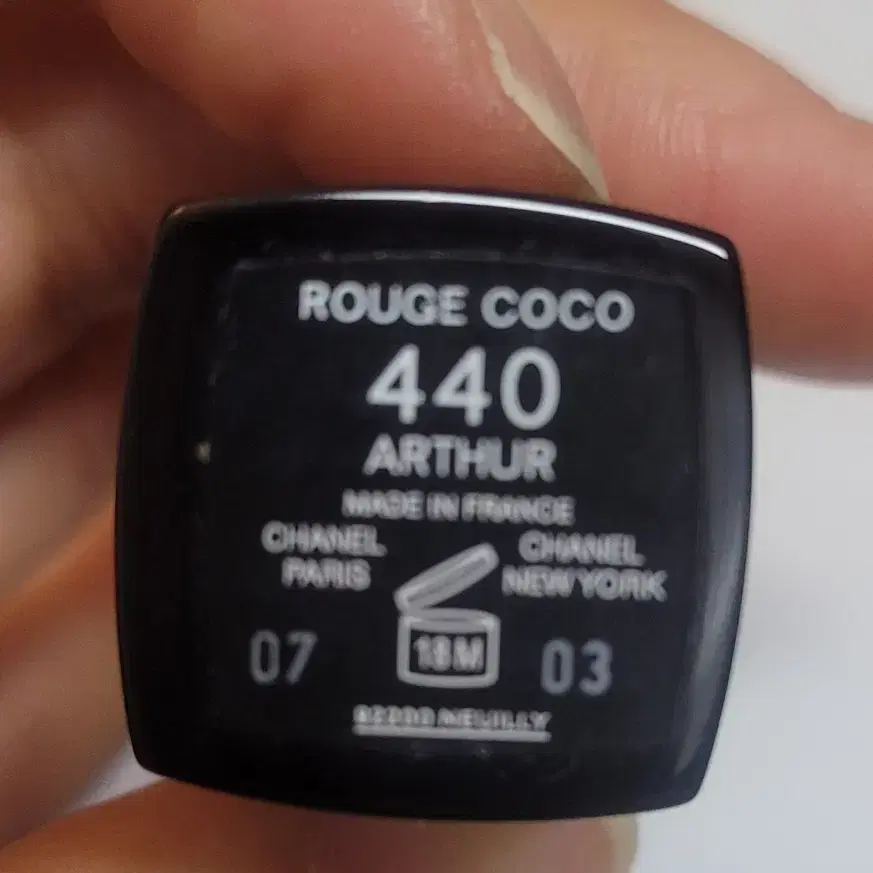 ROUGE COCO
440
ARTHUR
MADE IN FRANCE
CHANEL
PARIS
CHANEL
NEW YORK
07
18M
03
92200 NEUILLY